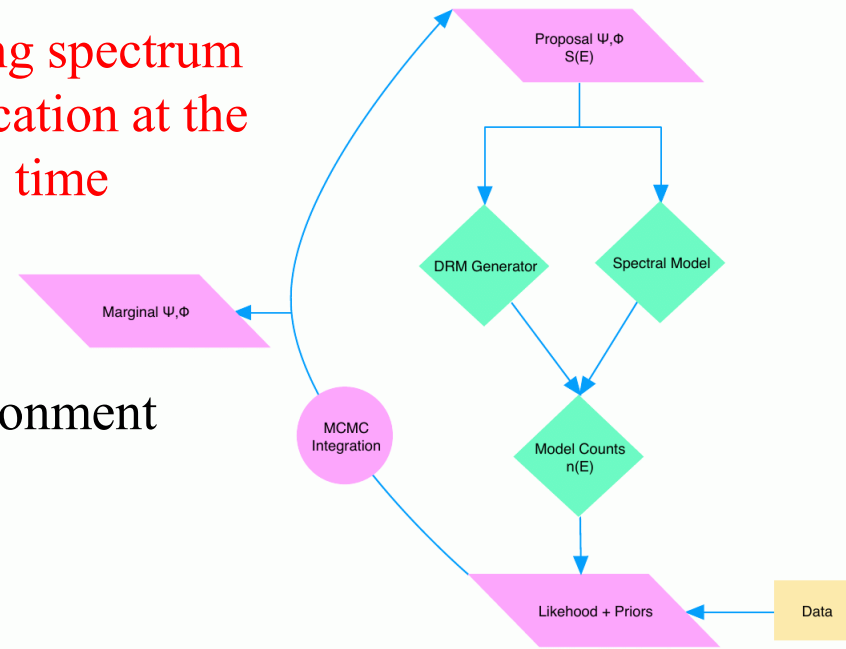 ng spectrum
cation at the
time
Proposal Ψ,Φ
S(E)
DRM Generator
Spectral Model
Marginal Ψ,Φ
onment
MCMC
Integration
Model Counts
n(E)
Likehood + Priors
Data